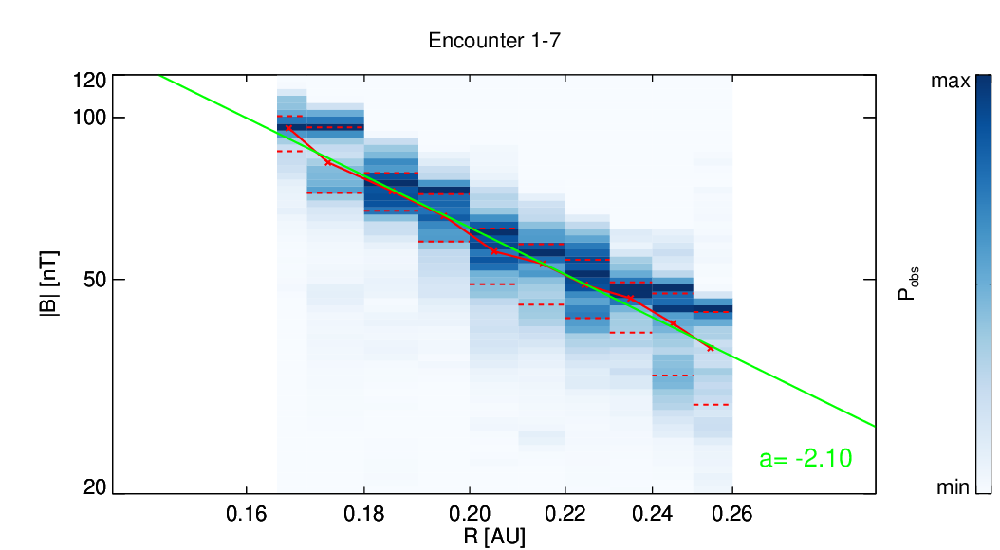 Encounter 1-7
120
100
50
20
|B| [nT]
0.16
0.18
0.20
0.22
0.24
0.26
R [AU]
a= -2.10
max
min
P_obs